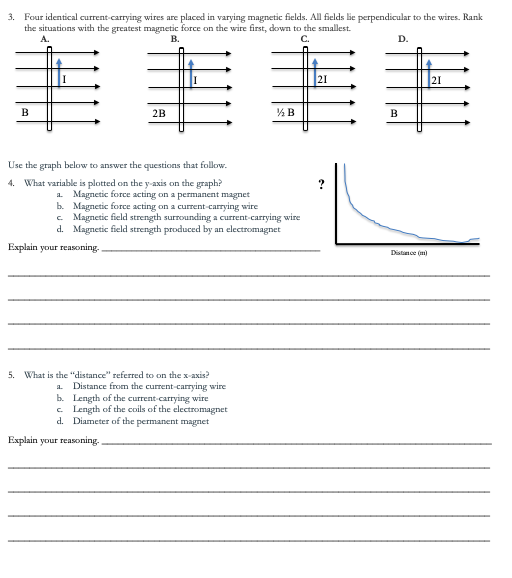 3. Four identical current-carrying wires are placed in varying magnetic fields. All fields lie perpendicular to the wires. Rank
the situations with the greatest magnetic force on the wire first, down to the smallest.
A. B. C. D.
I I 2I 2I
B 2B ½ B B
Use the graph below to answer the questions that follow.
4. What variable is plotted on the y-axis on the graph?
a. Magnetic force acting on a permanent magnet
b. Magnetic force acting on a current-carrying wire
c. Magnetic field strength surrounding a current-carrying wire
d. Magnetic field strength produced by an electromagnet
?
Distance (m)
Explain your reasoning.
5. What is the “distance” referred to on the x-axis?
a. Distance from the current-carrying wire
b. Length of the current-carrying wire
c. Length of the coils of the electromagnet
d. Diameter of the permanent magnet
Explain your reasoning.